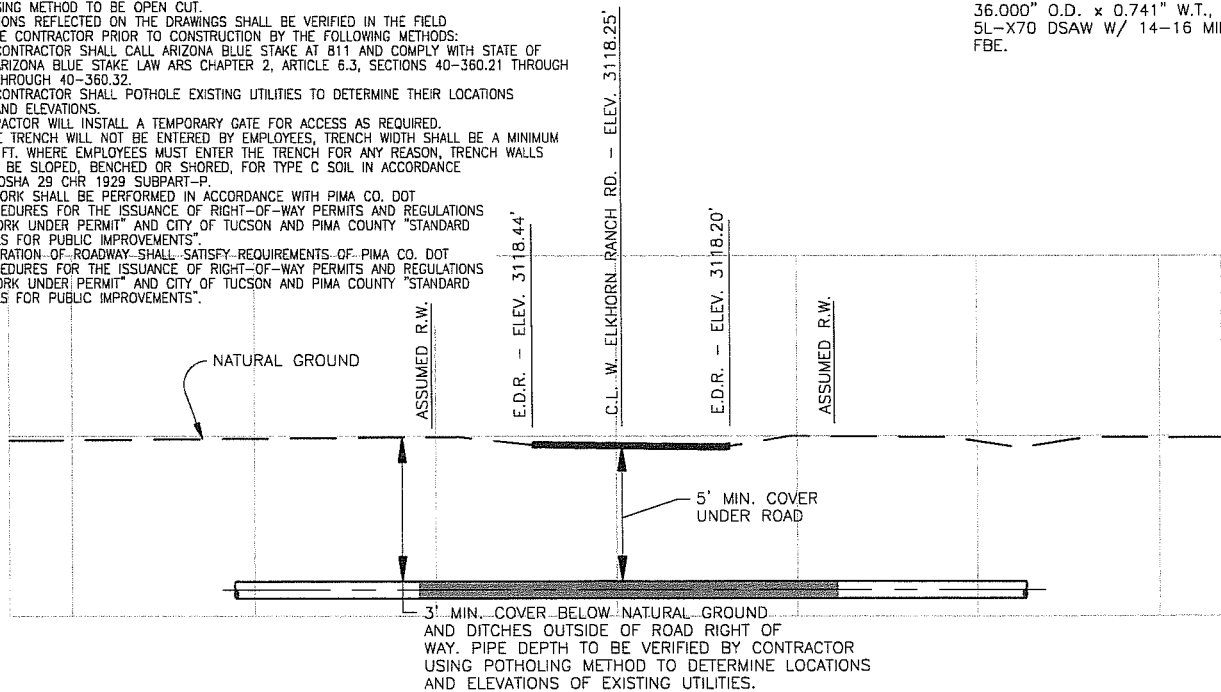 ING METHOD TO BE OPEN CUT.
IONS REFLECTED ON THE DRAWINGS SHALL BE VERIFIED IN THE FIELD
E CONTRACTOR PRIOR TO CONSTRUCTION BY THE FOLLOWING METHODS:
CONTRACTOR SHALL CALL ARIZONA BLUE STAKE AT 811 AND COMPLY WITH STATE OF
ARIZONA BLUE STAKE LAW ARS CHAPTER 2, ARTICLE 6.3, SECTIONS 40-360.21 THROUGH
THROUGH 40-360.32.
CONTRACTOR SHALL POTHOLE EXISTING UTILITIES TO DETERMINE THEIR LOCATIONS
AND ELEVATIONS.
RACTOR WILL INSTALL A TEMPORARY GATE FOR ACCESS AS REQUIRED.
E TRENCH WILL NOT BE ENTERED BY EMPLOYEES, TRENCH WIDTH SHALL BE A MINIMUM
FT. WHERE EMPLOYEES MUST ENTER THE TRENCH FOR ANY REASON, TRENCH WALLS
BE SLOPED, BENCHED OR SHORED, FOR TYPE C SOIL IN ACCORDANCE
OSHA 29 CHR 1929 SUBPART-P.
ORK SHALL BE PERFORMED IN ACCORDANCE WITH PIMA CO. DOT
EDURES FOR THE ISSUANCE OF RIGHT-OF-WAY PERMITS AND REGULATIONS
ORK UNDER PERMIT" AND CITY OF TUCSON AND PIMA COUNTY "STANDARD
LS FOR PUBLIC IMPROVEMENTS".
RATION OF ROADWAY SHALL SATISFY REQUIREMENTS OF PIMA CO. DOT
EDURES FOR THE ISSUANCE OF RIGHT-OF-WAY PERMITS AND REGULATIONS
ORK UNDER PERMIT" AND CITY OF TUCSON AND PIMA COUNTY "STANDARD
LS FOR PUBLIC IMPROVEMENTS".
36.000" O.D. x 0.741" W.T.,
5L-X70 DSAW W/ 14-16 MI
FBE.
NATURAL GROUND
ASSUMED R.W.
E.D.R. - ELEV. 3118.44'
C.L. W. ELKHORN RANCH RD. - ELEV. 3118.25'
E.D.R. - ELEV. 3118.20'
ASSUMED R.W.
5' MIN. COVER
UNDER ROAD
3' MIN. COVER BELOW NATURAL GROUND
AND DITCHES OUTSIDE OF ROAD RIGHT OF
WAY. PIPE DEPTH TO BE VERIFIED BY CONTRACTOR
USING POTHOLING METHOD TO DETERMINE LOCATIONS
AND ELEVATIONS OF EXISTING UTILITIES.